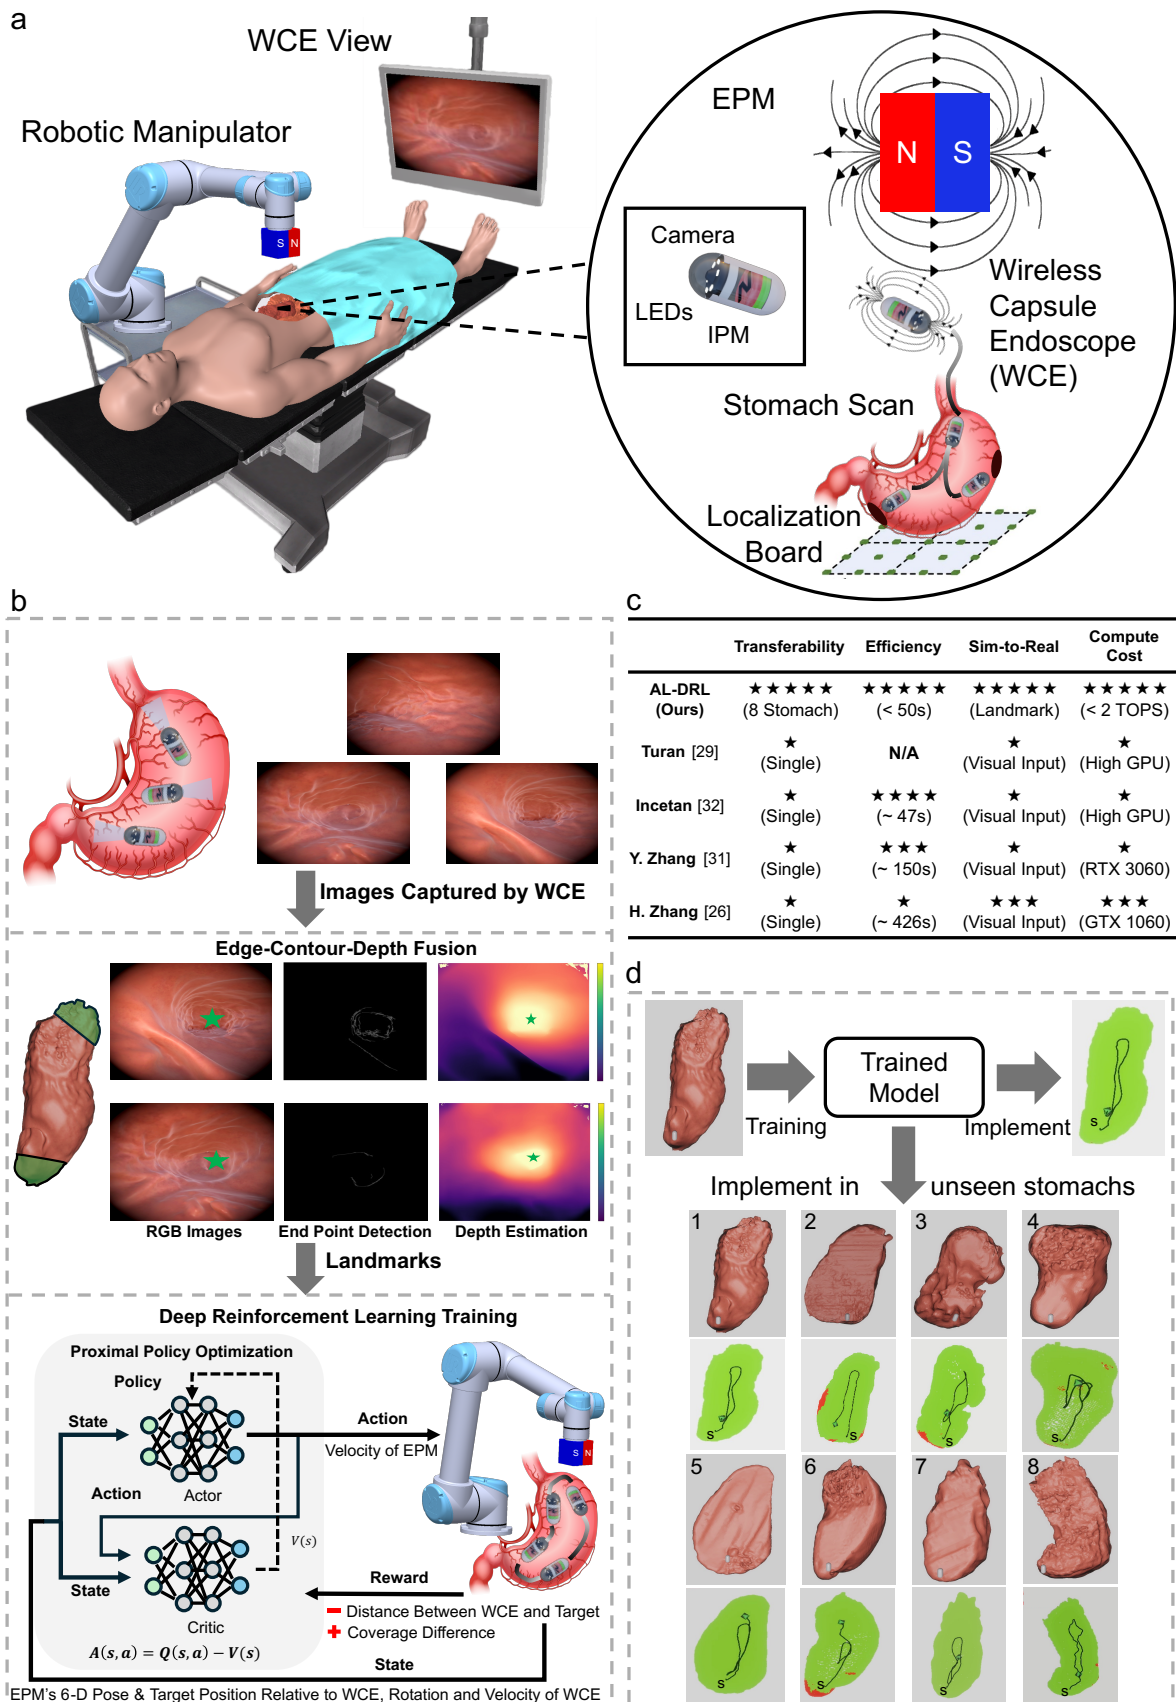 a
WCE View
Robotic Manipulator
S N
EPM
N S
Camera
LEDs
IPM
Wireless
Capsule
Endoscope
(WCE)
Stomach Scan
Localization
Board
b
Images Captured by WCE
Edge-Contour-Depth Fusion
RGB Images End Point Detection Depth Estimation
Landmarks
Deep Reinforcement Learning Training
Proximal Policy Optimization
Policy
State
Action
Velocity of EPM
S N
Actor
Action
V(s)
State
Reward
Critic
Distance Between WCE and Target
Coverage Difference
A(s,a) = Q(s,a) − V(s)
State
EPM's 6-D Pose & Target Position Relative to WCE, Rotation and Velocity of WCE
c
Transferability Efficiency Sim-to-Real Compute Cost
AL-DRL (Ours) ★★★★★ (8 Stomach) ★★★★★ (< 50s) ★★★★★ (Landmark) ★★★★★ (< 2 TOPS)
Turan [29] ★ (Single) N/A ★ (Visual Input) ★ (High GPU)
Incetan [32] ★ (Single) ★★★★ (~ 47s) ★ (Visual Input) ★ (High GPU)
Y. Zhang [31] ★ (Single) ★★★ (~ 150s) ★ (Visual Input) ★ (RTX 3060)
H. Zhang [26] ★ (Single) ★ (~ 426s) ★★★ (Visual Input) ★★★ (GTX 1060)
d
Trained
Model
Training
Implement
S
Implement in unseen stomachs
1 2 3 4
S S S S
5 6 7 8
S S S S